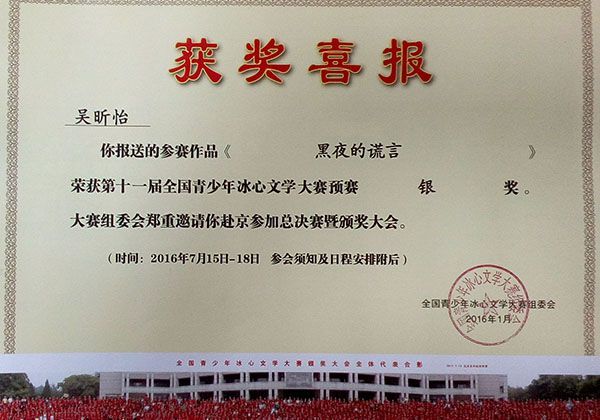 获奖喜报
吴昕怡
你报送的参赛作品《 黑夜的谎言 》
荣获第十一届全国青少年冰心文学大赛预赛 银 奖。
大赛组委会郑重邀请你赴京参加总决赛暨颁奖大会。
(时间:2016年7月15日-18日 参会须知及日程安排附后)
全国青少年冰心文学大赛组委会
2016年1月
全国青少年冰心文学大赛颁奖大会全体代表合影